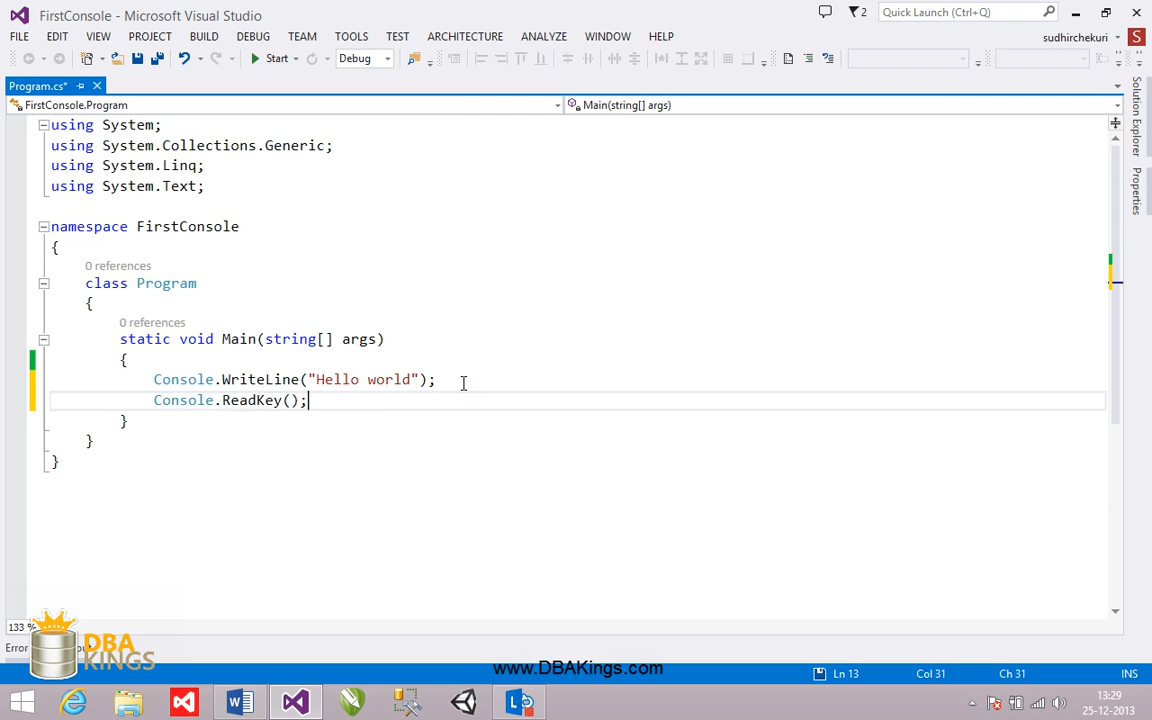 FirstConsole - Microsoft Visual Studio
2
Quick Launch (Ctrl+Q)
FILE EDIT VIEW PROJECT BUILD DEBUG TEAM TOOLS TEST ARCHITECTURE ANALYZE WINDOW HELP
sudhirchekuri S
Start Debug
Program.cs*
FirstConsole.Program Main(string[] args)
Solution Explorer
Properties
using System;
using System.Collections.Generic;
using System.Linq;
using System.Text;
namespace FirstConsole
{
0 references
class Program
{
0 references
static void Main(string[] args)
{
Console.WriteLine("Hello world");
Console.ReadKey();
}
}
}
133 %
Error
DBA
KINGS
www.DBAKings.com
Ln 13 Col 31 Ch 31 INS
13:29
25-12-2013